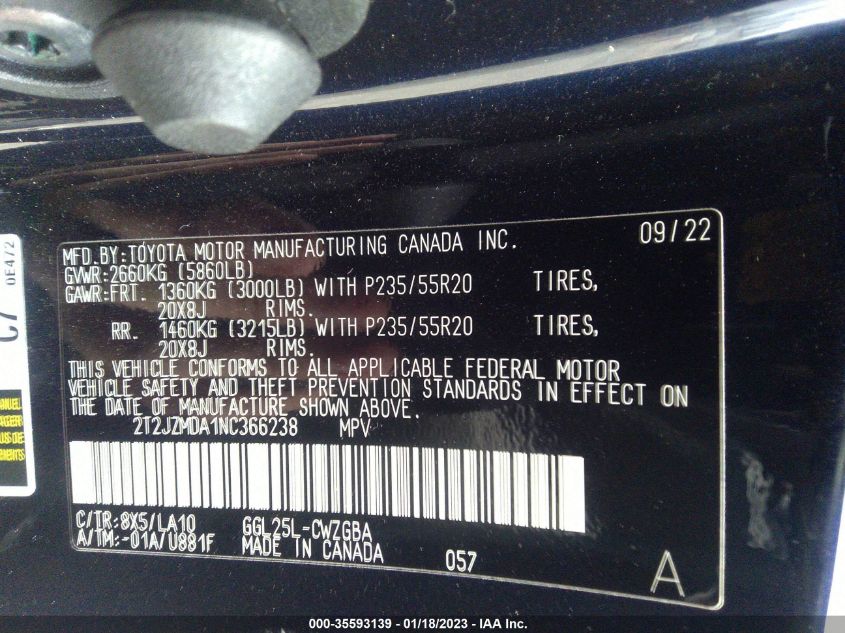 09/22
MFD.BY:TOYOTA MOTOR MANUFACTURING CANADA INC.
GVWR:2660KG (5860LB)
GAWR:FRT. 1360KG (3000LB) WITH P235/55R20 TIRES,
20X8J RIMS.
RR. 1460KG (3215LB) WITH P235/55R20 TIRES,
20X8J RIMS.
THIS VEHICLE CONFORMS TO ALL APPLICABLE FEDERAL MOTOR
VEHICLE SAFETY AND THEFT PREVENTION STANDARDS IN EFFECT ON
THE DATE OF MANUFACTURE SHOWN ABOVE.
2T2JZMDA1NC366238 MPV
C/TR:8X5/LA10 GGL25L-CWZGBA
A/TM:-01A/U881F MADE IN CANADA 057 A
0E472
C7
000-35593139 / 01/18/2023 - IAA Inc.